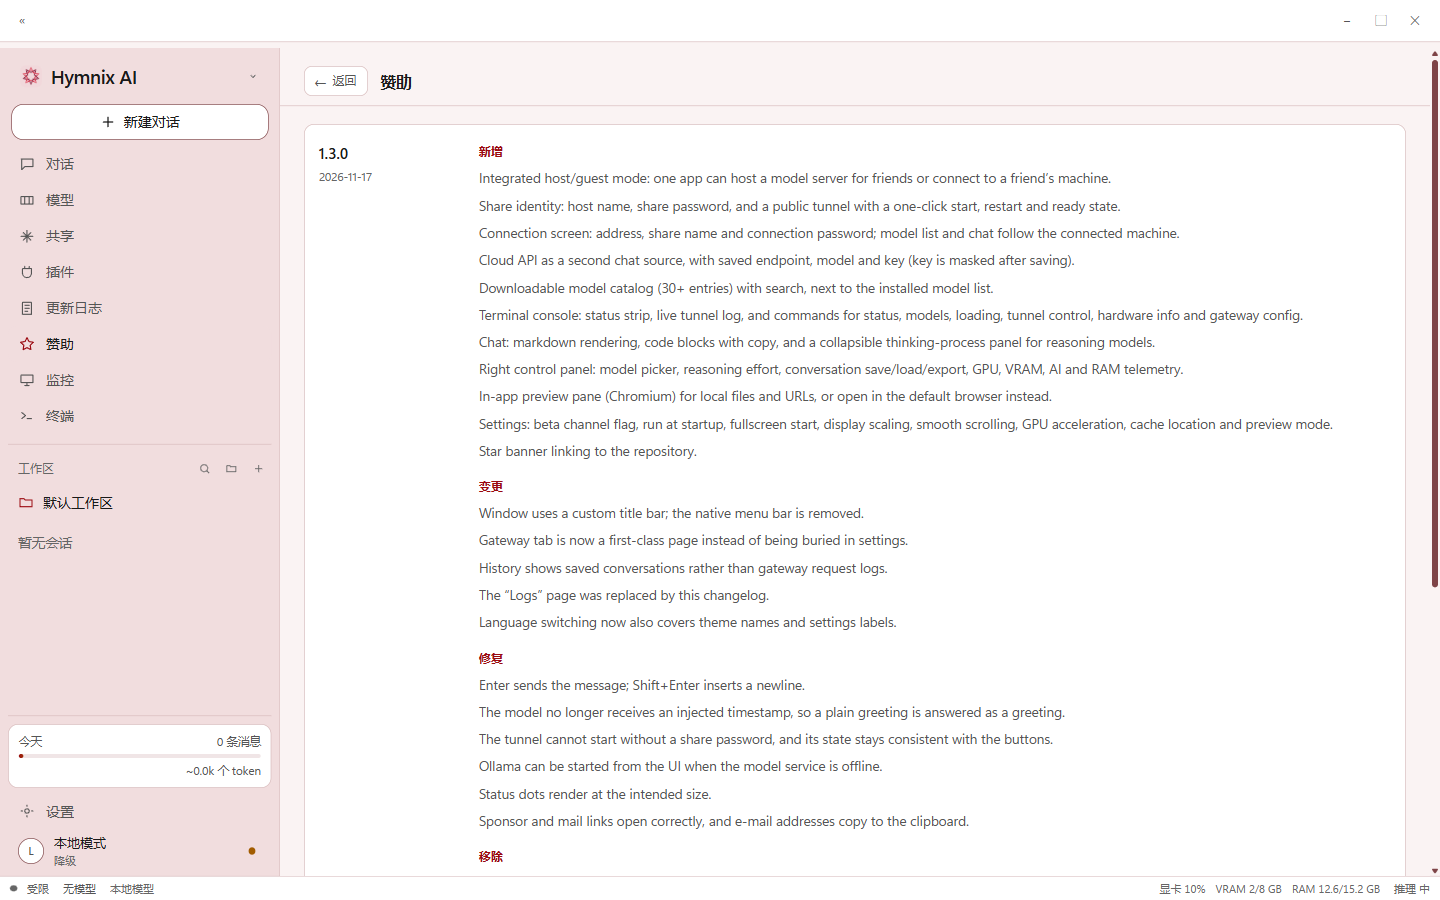 «
Hymnix AI
新建对话
对话
模型
共享
插件
更新日志
赞助
监控
终端
工作区
默认工作区
暂无会话
今天 0 条消息
~0.0k 个 token
设置
L 本地模式
降级
← 返回 赞助
1.3.0
2026-11-17
新增
Integrated host/guest mode: one app can host a model server for friends or connect to a friend’s machine.
Share identity: host name, share password, and a public tunnel with a one-click start, restart and ready state.
Connection screen: address, share name and connection password; model list and chat follow the connected machine.
Cloud API as a second chat source, with saved endpoint, model and key (key is masked after saving).
Downloadable model catalog (30+ entries) with search, next to the installed model list.
Terminal console: status strip, live tunnel log, and commands for status, models, loading, tunnel control, hardware info and gateway config.
Chat: markdown rendering, code blocks with copy, and a collapsible thinking-process panel for reasoning models.
Right control panel: model picker, reasoning effort, conversation save/load/export, GPU, VRAM, AI and RAM telemetry.
In-app preview pane (Chromium) for local files and URLs, or open in the default browser instead.
Settings: beta channel flag, run at startup, fullscreen start, display scaling, smooth scrolling, GPU acceleration, cache location and preview mode.
Star banner linking to the repository.
变更
Window uses a custom title bar; the native menu bar is removed.
Gateway tab is now a first-class page instead of being buried in settings.
History shows saved conversations rather than gateway request logs.
The “Logs” page was replaced by this changelog.
Language switching now also covers theme names and settings labels.
修复
Enter sends the message; Shift+Enter inserts a newline.
The model no longer receives an injected timestamp, so a plain greeting is answered as a greeting.
The tunnel cannot start without a share password, and its state stays consistent with the buttons.
Ollama can be started from the UI when the model service is offline.
Status dots render at the intended size.
Sponsor and mail links open correctly, and e-mail addresses copy to the clipboard.
移除
受限 无模型 本地模型 显卡 10% VRAM 2/8 GB RAM 12.6/15.2 GB 推理 中